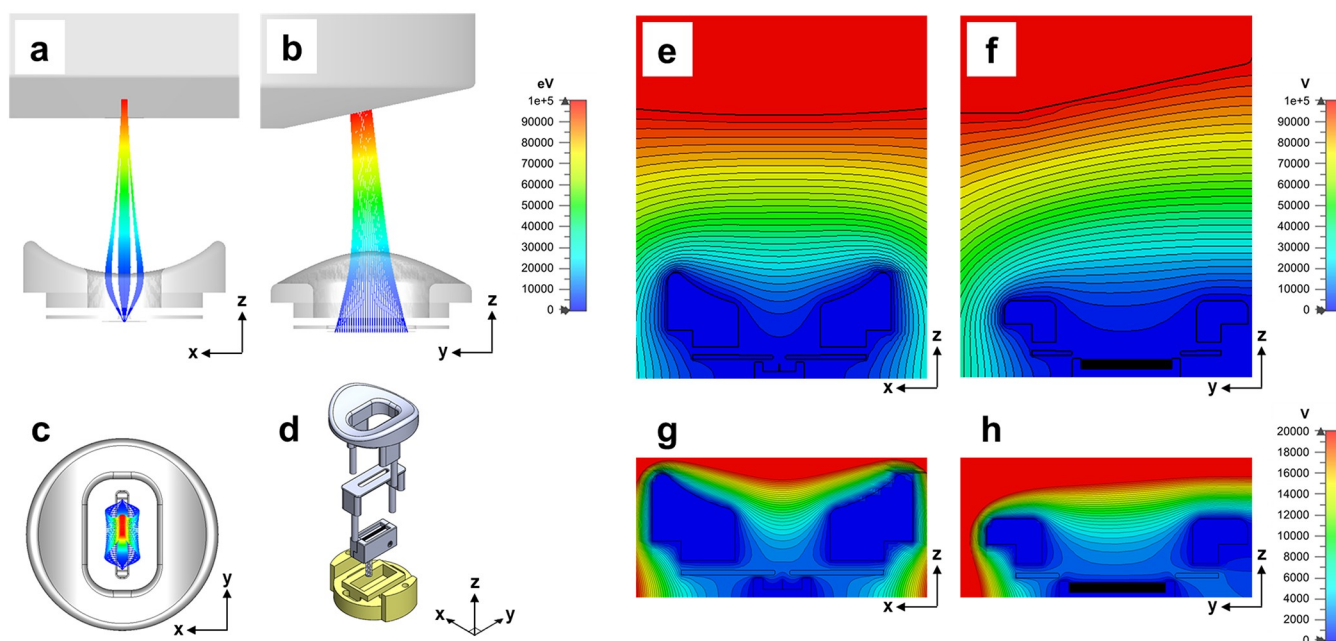 a
b
eV
1e+5
90000
80000
70000
60000
50000
40000
30000
20000
10000
0
z
x
z
y
e
f
V
1e+5
90000
80000
70000
60000
50000
40000
30000
20000
10000
0
z
x
z
y
c
d
y
x
z
x
y
g
h
V
20000
18000
16000
14000
12000
10000
8000
6000
4000
2000
0
z
x
z
y